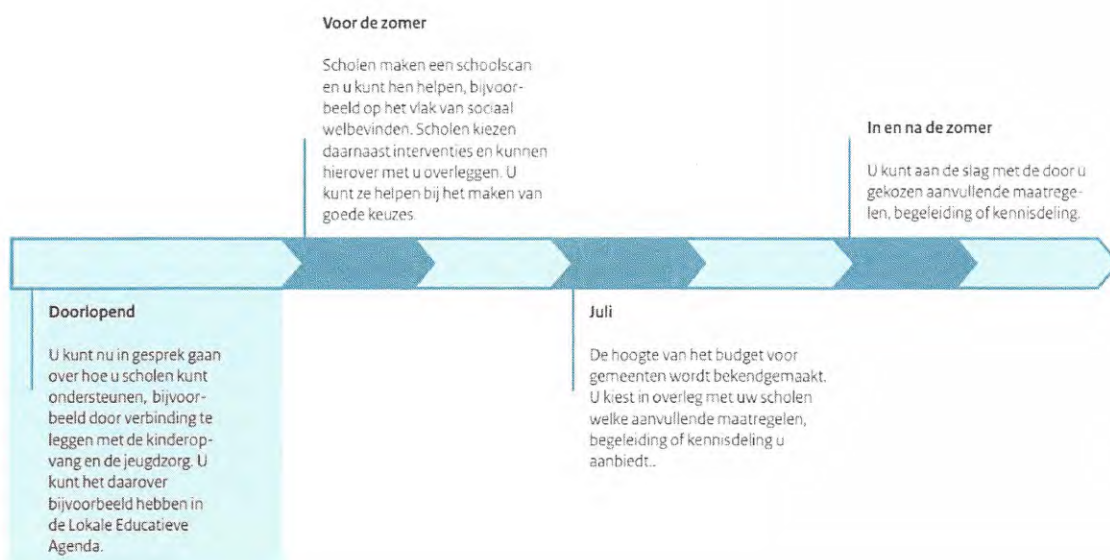 Voor de zomer
Scholen maken een schoolscan
en u kunt hen helpen, bijvoor-
beeld op het vlak van sociaal
welbevinden. Scholen kiezen
daarnaast interventies en kunnen
hierover met u overleggen. U
kunt ze helpen bij het maken van
goede keuzes.
In en na de zomer
U kunt aan de slag met de door u
gekozen aanvullende maatrege-
len, begeleiding of kennisdeling.
Doorlopend
U kunt nu in gesprek gaan
over hoe u scholen kunt
ondersteunen, bijvoor-
beeld door verbinding te
leggen met de kinderop-
vang en de jeugdzorg. U
kunt het daarover
bijvoorbeeld hebben in
de Lokale Educatieve
Agenda.
Juli
De hoogte van het budget voor
gemeenten wordt bekendgemaakt.
U kiest in overleg met uw scholen
welke aanvullende maatregelen,
begeleiding of kennisdeling u
aanbiedt..